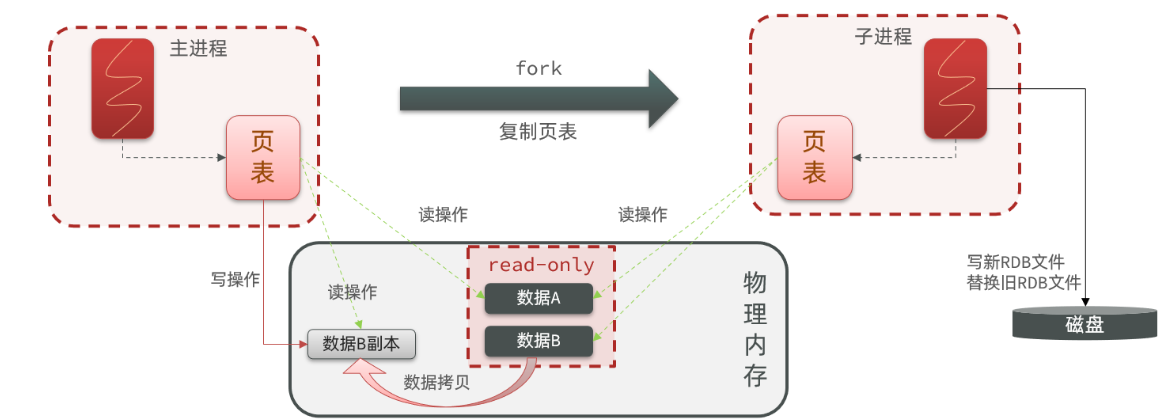 主进程
子进程
fork
复制页表
页
表
页
表
读操作
读操作
read-only
写操作
读操作
数据A
数据B
数据B副本
数据拷贝
物
理
内
存
写新RDB文件
替换旧RDB文件
磁盘